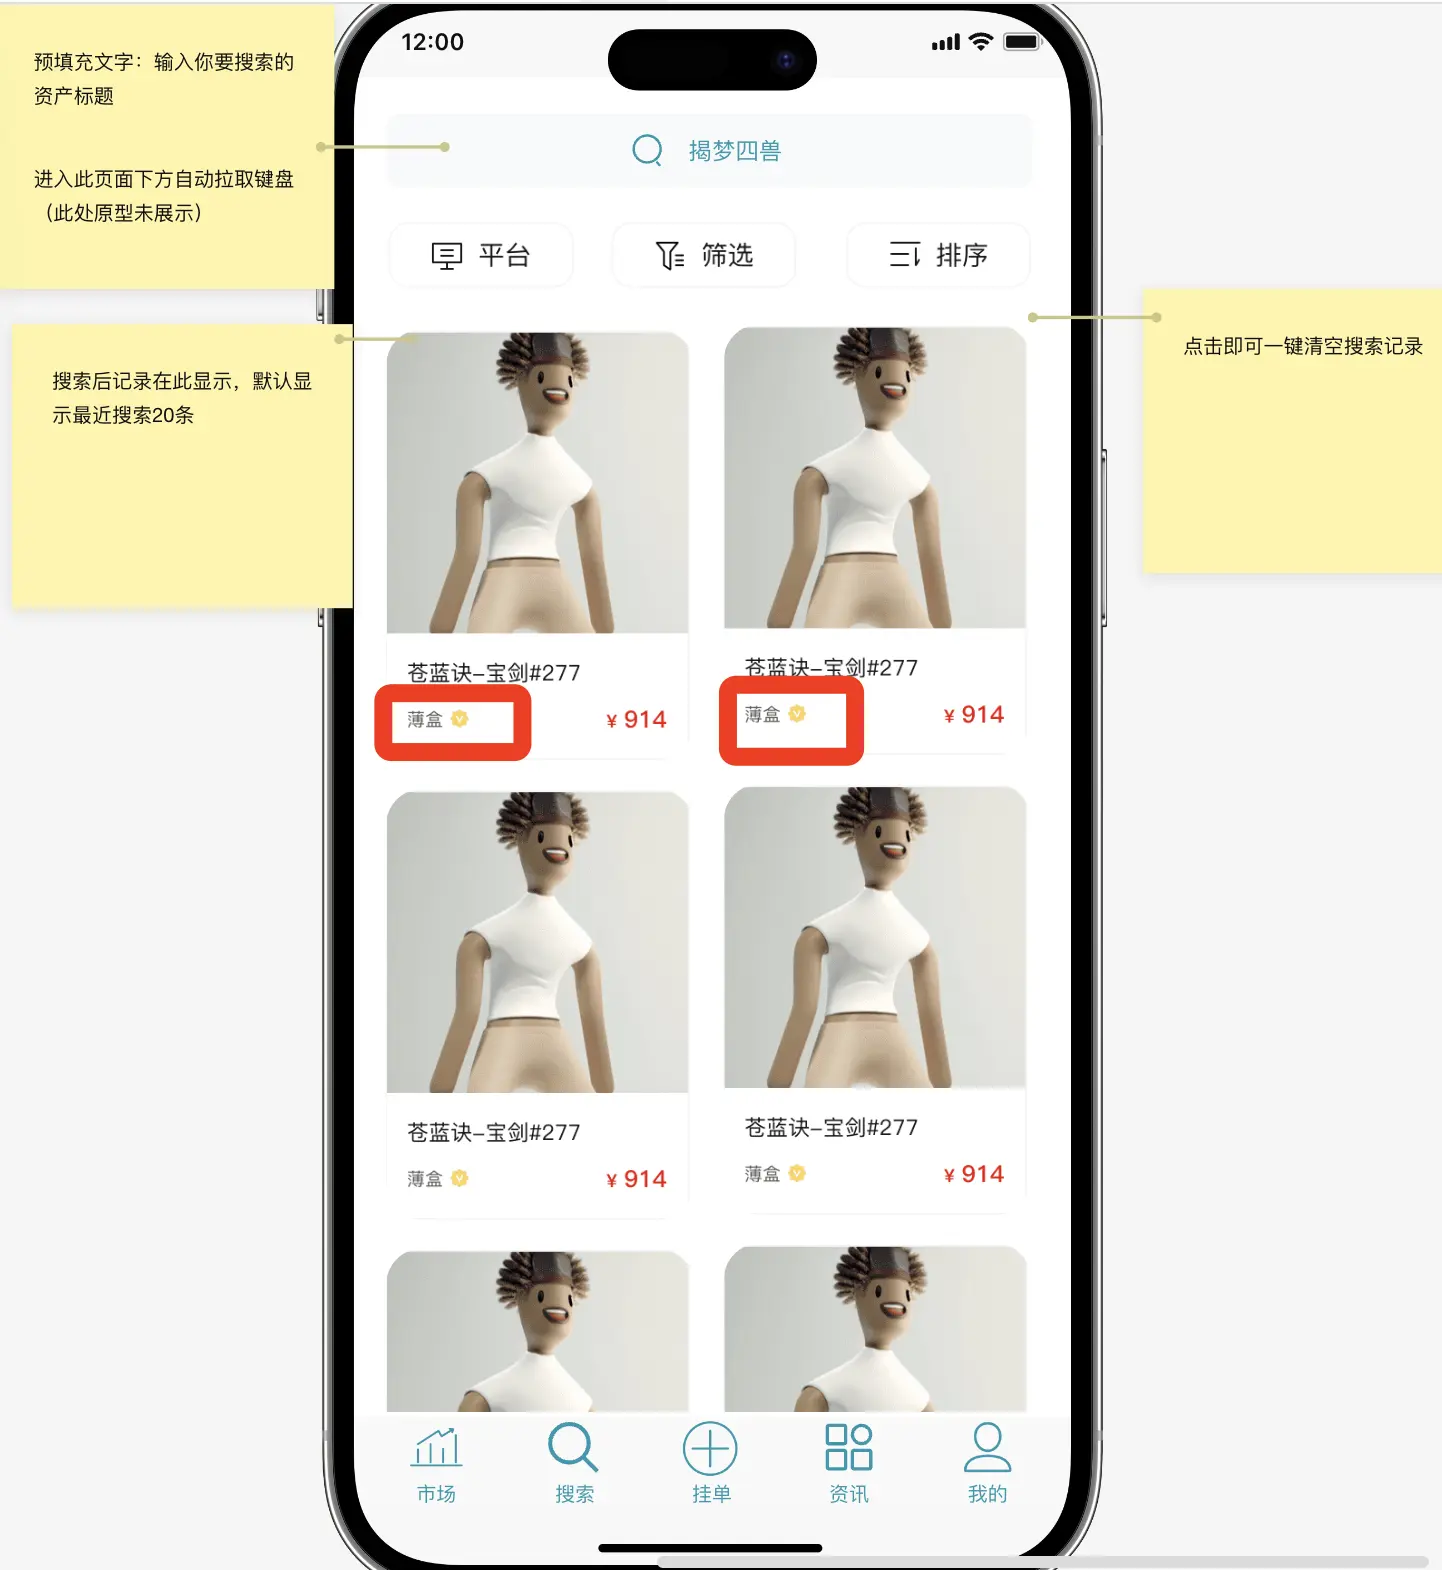 预填充文字：输入你要搜索的
资产标题
进入此页面下方自动拉取键盘
（此处原型未展示）
搜索后记录在此显示，默认显
示最近搜索20条
点击即可一键清空搜索记录
12:00
揭梦四兽
平台
筛选
排序
苍蓝诀-宝剑#277
薄盒
¥ 914
苍蓝诀-宝剑#277
薄盒
¥ 914
苍蓝诀-宝剑#277
薄盒
¥ 914
苍蓝诀-宝剑#277
薄盒
¥ 914
市场
搜索
挂单
资讯
我的